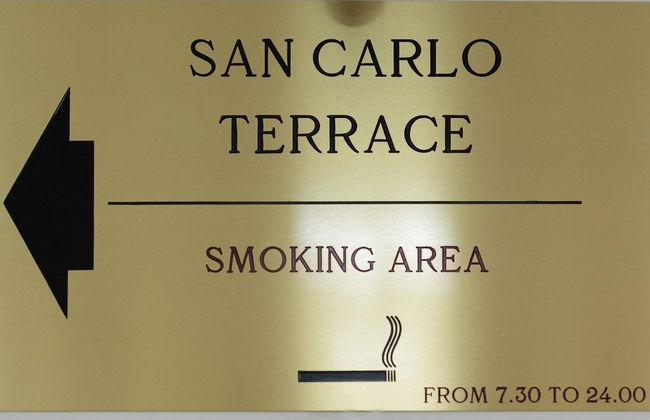 SAN CARLO
TERRACE
SMOKING AREA
FROM 7.30 TO 24.00